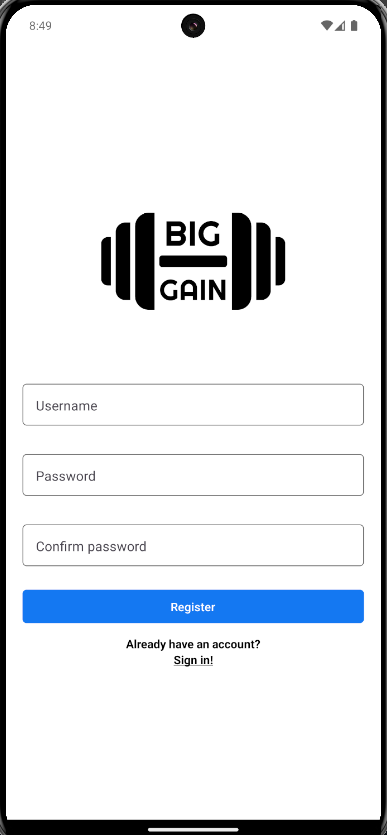 8:49
BIG
GAIN
Username
Password
Confirm password
Register
Already have an account?
Sign in!